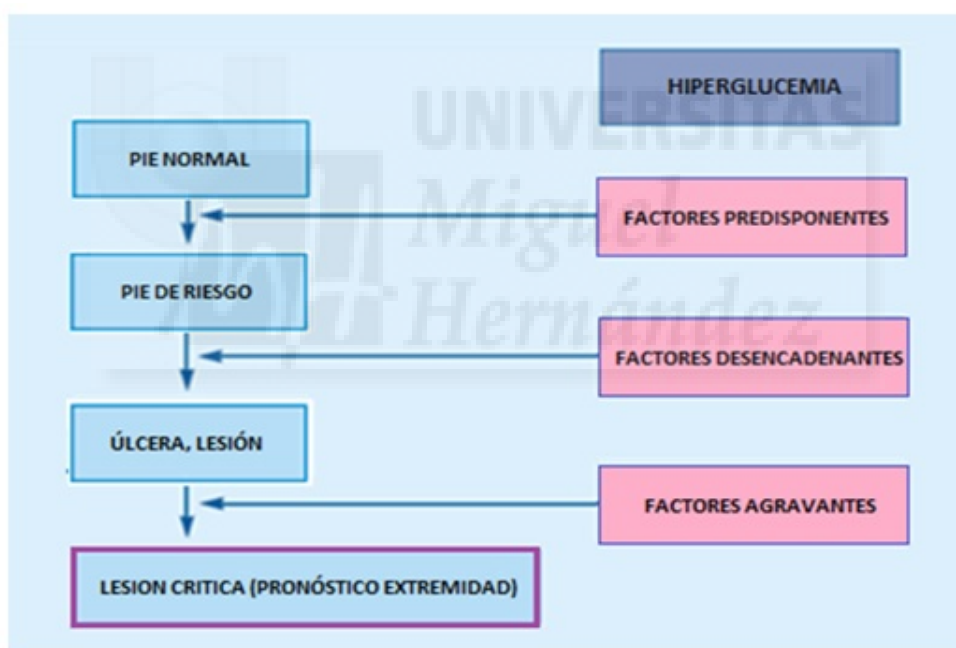 HIPERGLUCEMIA
UNIVERSITAS
Miguel
Hernández
PIE NORMAL
FACTORES PREDISPONENTES
PIE DE RIESGO
FACTORES DESENCADENANTES
ÚLCERA, LESIÓN
FACTORES AGRAVANTES
LESION CRITICA (PRONÓSTICO EXTREMIDAD)